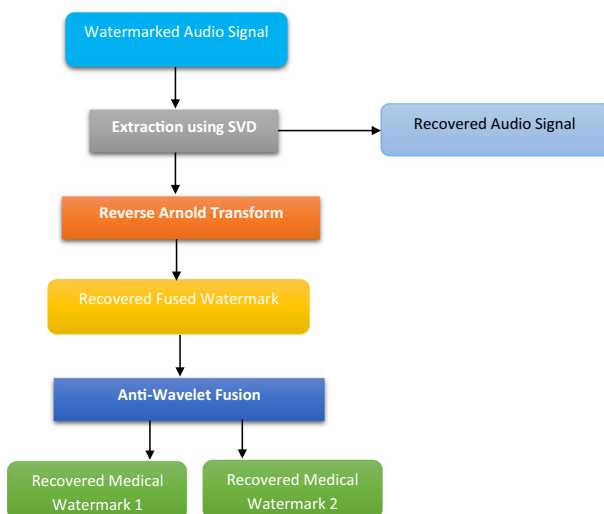 Watermarked Audio Signal
Extraction using SVD
Recovered Audio Signal
Reverse Arnold Transform
Recovered Fused Watermark
Anti-Wavelet Fusion
Recovered Medical
Watermark 1
Recovered Medical
Watermark 2